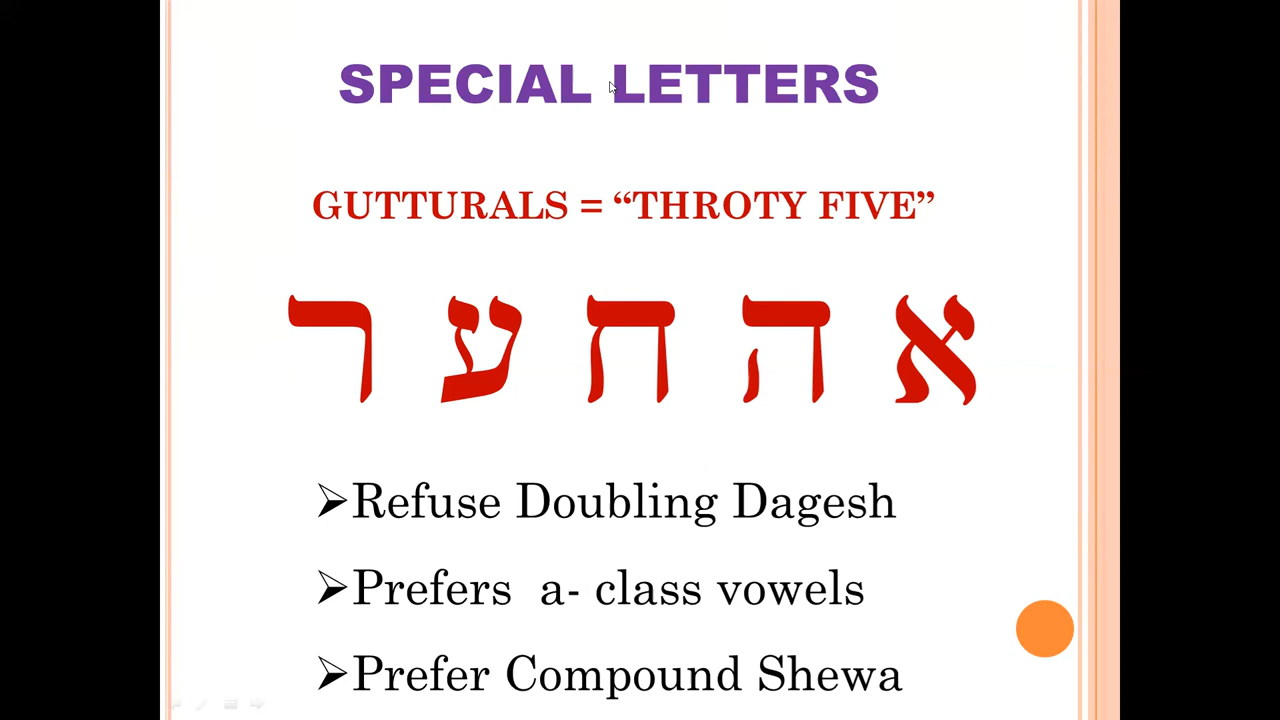 SPECIAL LETTERS
GUTTURALS = “THROTY FIVE”
א ה ח ע ר
➢Refuse Doubling Dagesh
➢Prefers a- class vowels
➢Prefer Compound Shewa